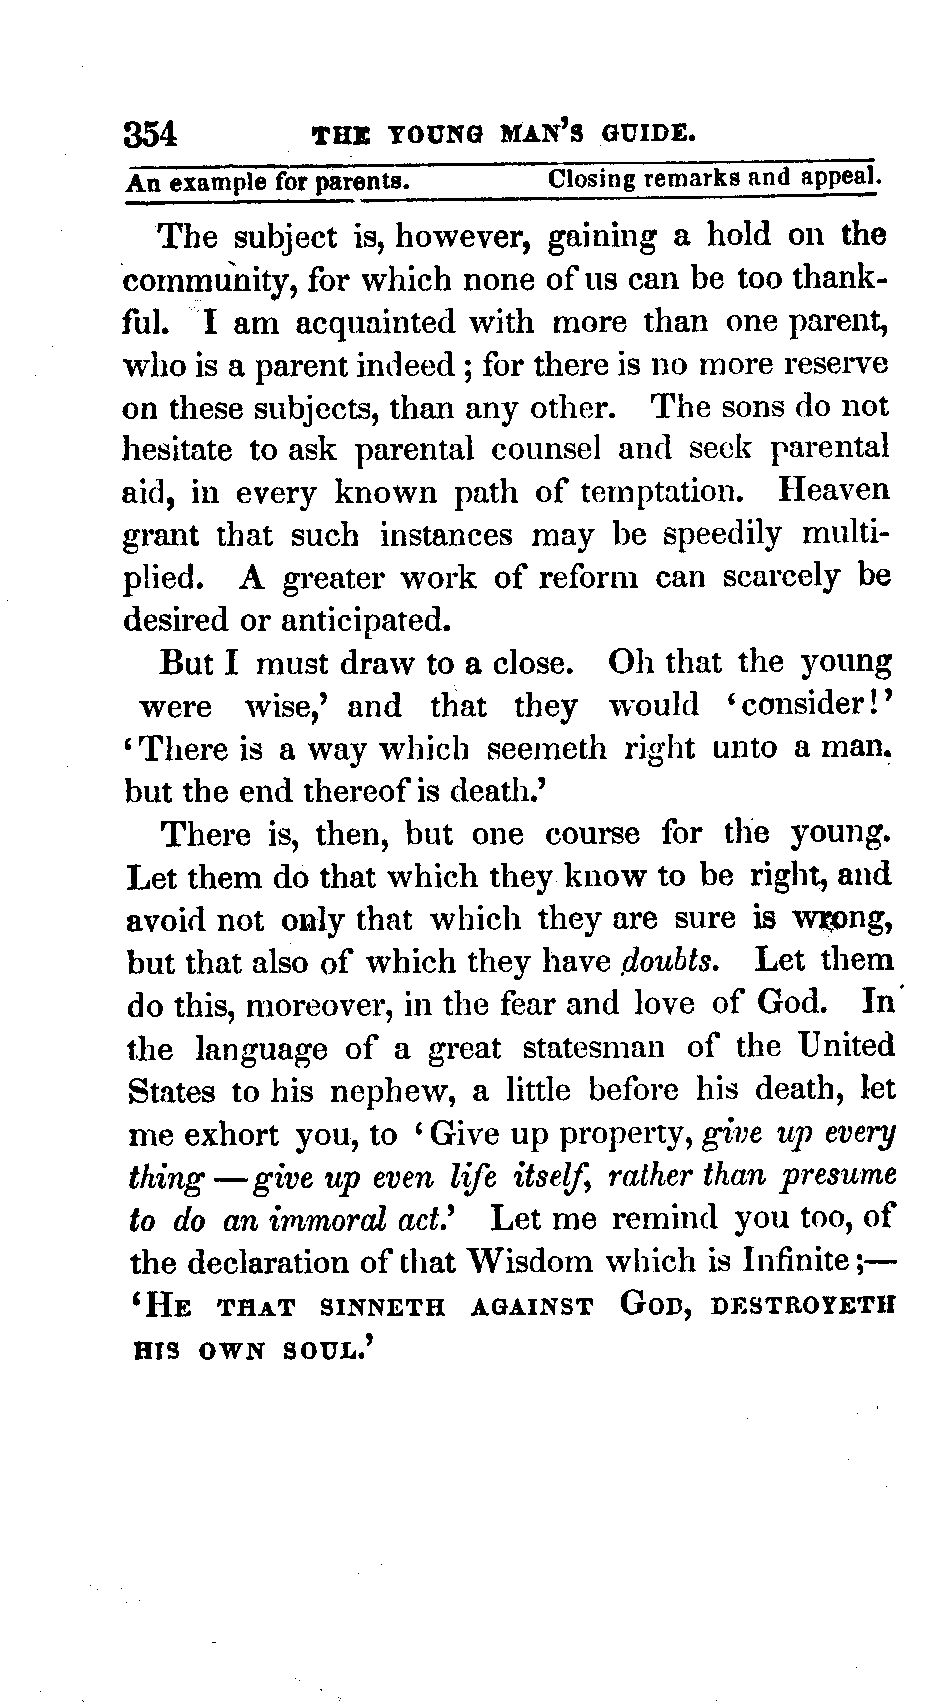 354 THE YOUNG MAN'S GUIDE.
An example for parents. Closing remarks and appeal.
The subject is, however, gaining a hold on the
community, for which none of us can be too thank-
ful. I am acquainted with more than one parent,
who is a parent indeed ; for there is no more reserve
on these subjects, than any other. The sons do not
hesitate to ask parental counsel and seek parental
aid, in every known path of temptation. Heaven
grant that such instances may be speedily multi-
plied. A greater work of reform can scarcely be
desired or anticipated.
But I must draw to a close. Oh that the young
were wise,' and that they would 'consider!'
'There is a way which seemeth right unto a man.
but the end thereof is death.'
There is, then, but one course for the young.
Let them do that which they know to be right, and
avoid not only that which they are sure is wrong,
but that also of which they have doubts. Let them
do this, moreover, in the fear and love of God. In
the language of a great statesman of the United
States to his nephew, a little before his death, let
me exhort you, to 'Give up property, give up every
thing — give up even life itself, rather than presume
to do an immoral act.' Let me remind you too, of
the declaration of that Wisdom which is Infinite ;—
'HE THAT SINNETH AGAINST GOD, DESTROYETH
HIS OWN SOUL.'